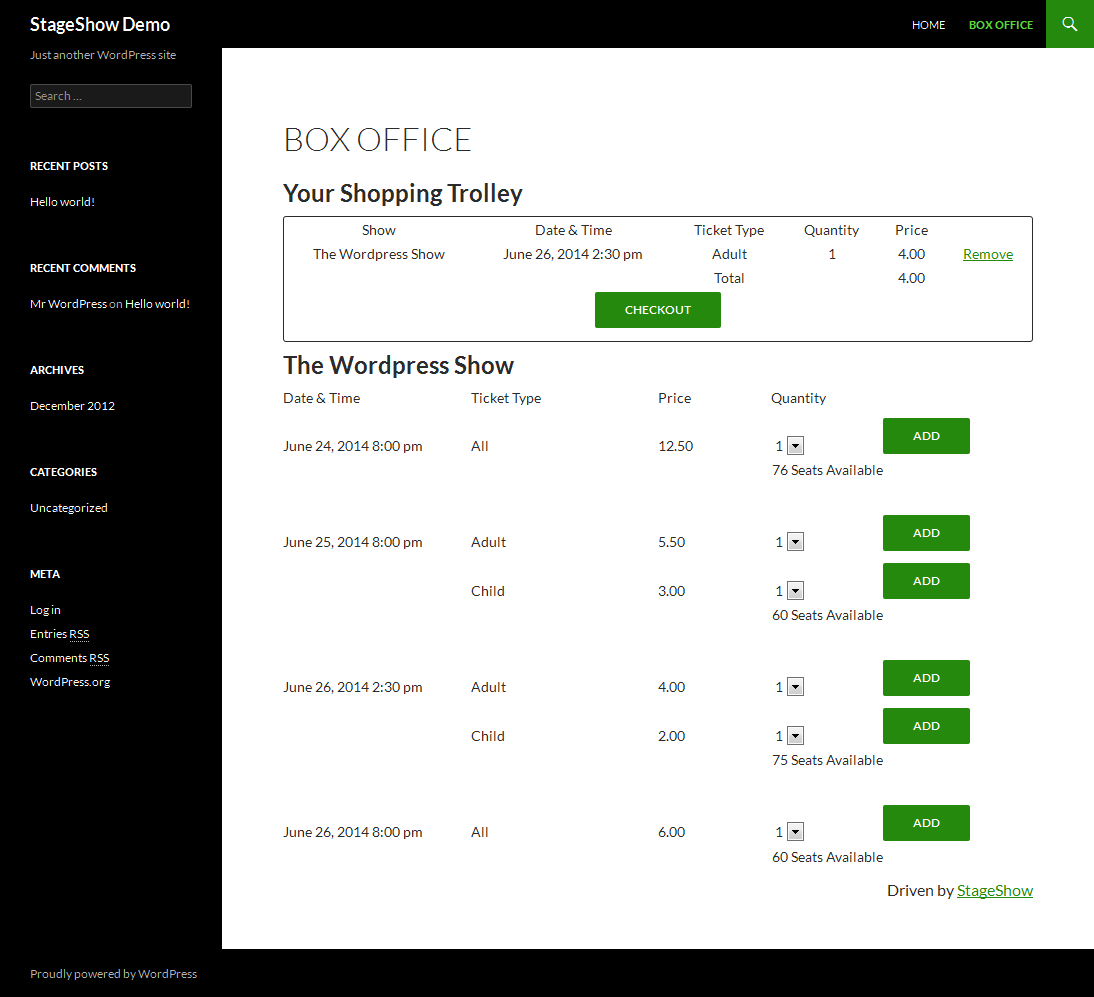 StageShow Demo
HOME BOX OFFICE
Just another WordPress site
Search ...
RECENT POSTS
Hello world!
RECENT COMMENTS
Mr WordPress on Hello world!
ARCHIVES
December 2012
CATEGORIES
Uncategorized
META
Log in
Entries RSS
Comments RSS
WordPress.org
BOX OFFICE
Your Shopping Trolley
Show Date & Time Ticket Type Quantity Price
The Wordpress Show June 26, 2014 2:30 pm Adult 1 4.00 Remove
Total 4.00
CHECKOUT
The Wordpress Show
Date & Time Ticket Type Price Quantity
June 24, 2014 8:00 pm All 12.50 1 ADD
76 Seats Available
June 25, 2014 8:00 pm Adult 5.50 1 ADD
Child 3.00 1 ADD
60 Seats Available
June 26, 2014 2:30 pm Adult 4.00 1 ADD
Child 2.00 1 ADD
75 Seats Available
June 26, 2014 8:00 pm All 6.00 1 ADD
60 Seats Available
Driven by StageShow
Proudly powered by WordPress